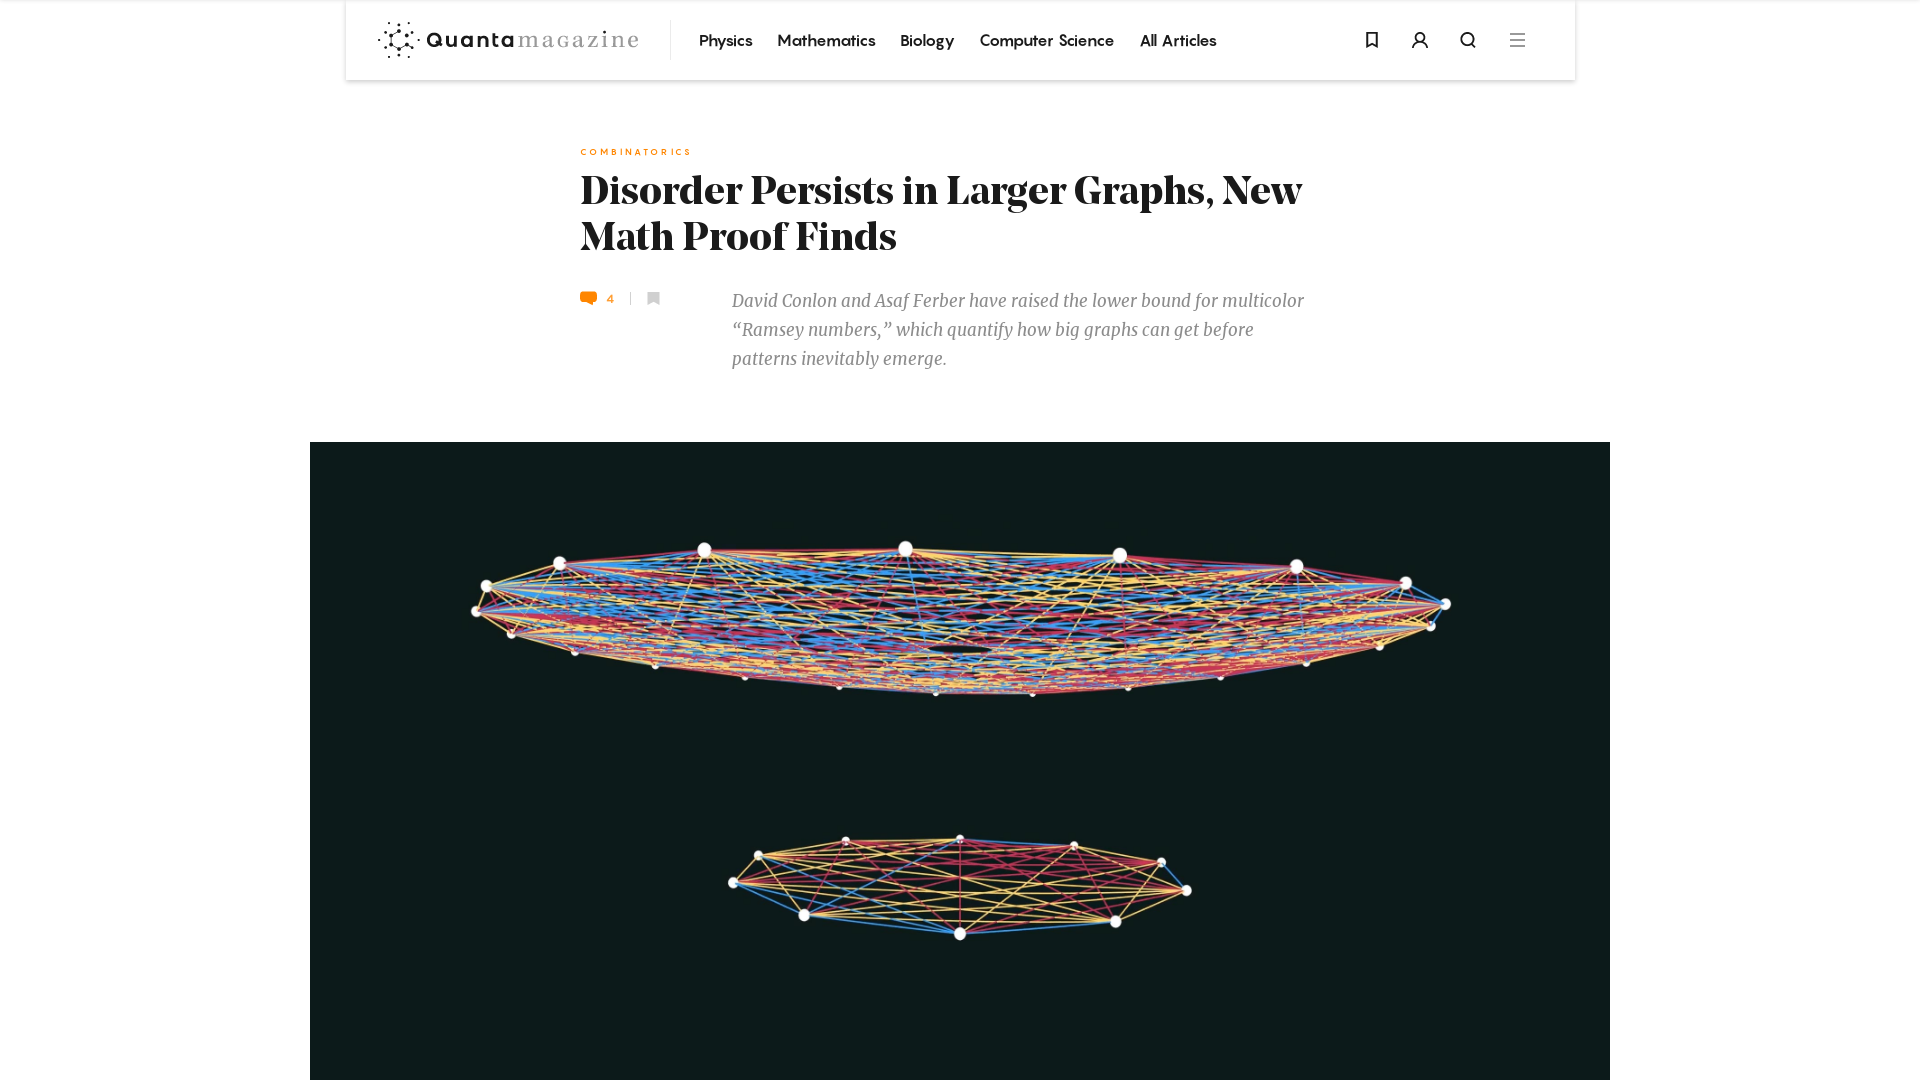 Quantamagazine
Physics Mathematics Biology Computer Science All Articles
COMBINATORICS
Disorder Persists in Larger Graphs, New
Math Proof Finds
4
David Conlon and Asaf Ferber have raised the lower bound for multicolor
“Ramsey numbers,” which quantify how big graphs can get before
patterns inevitably emerge.